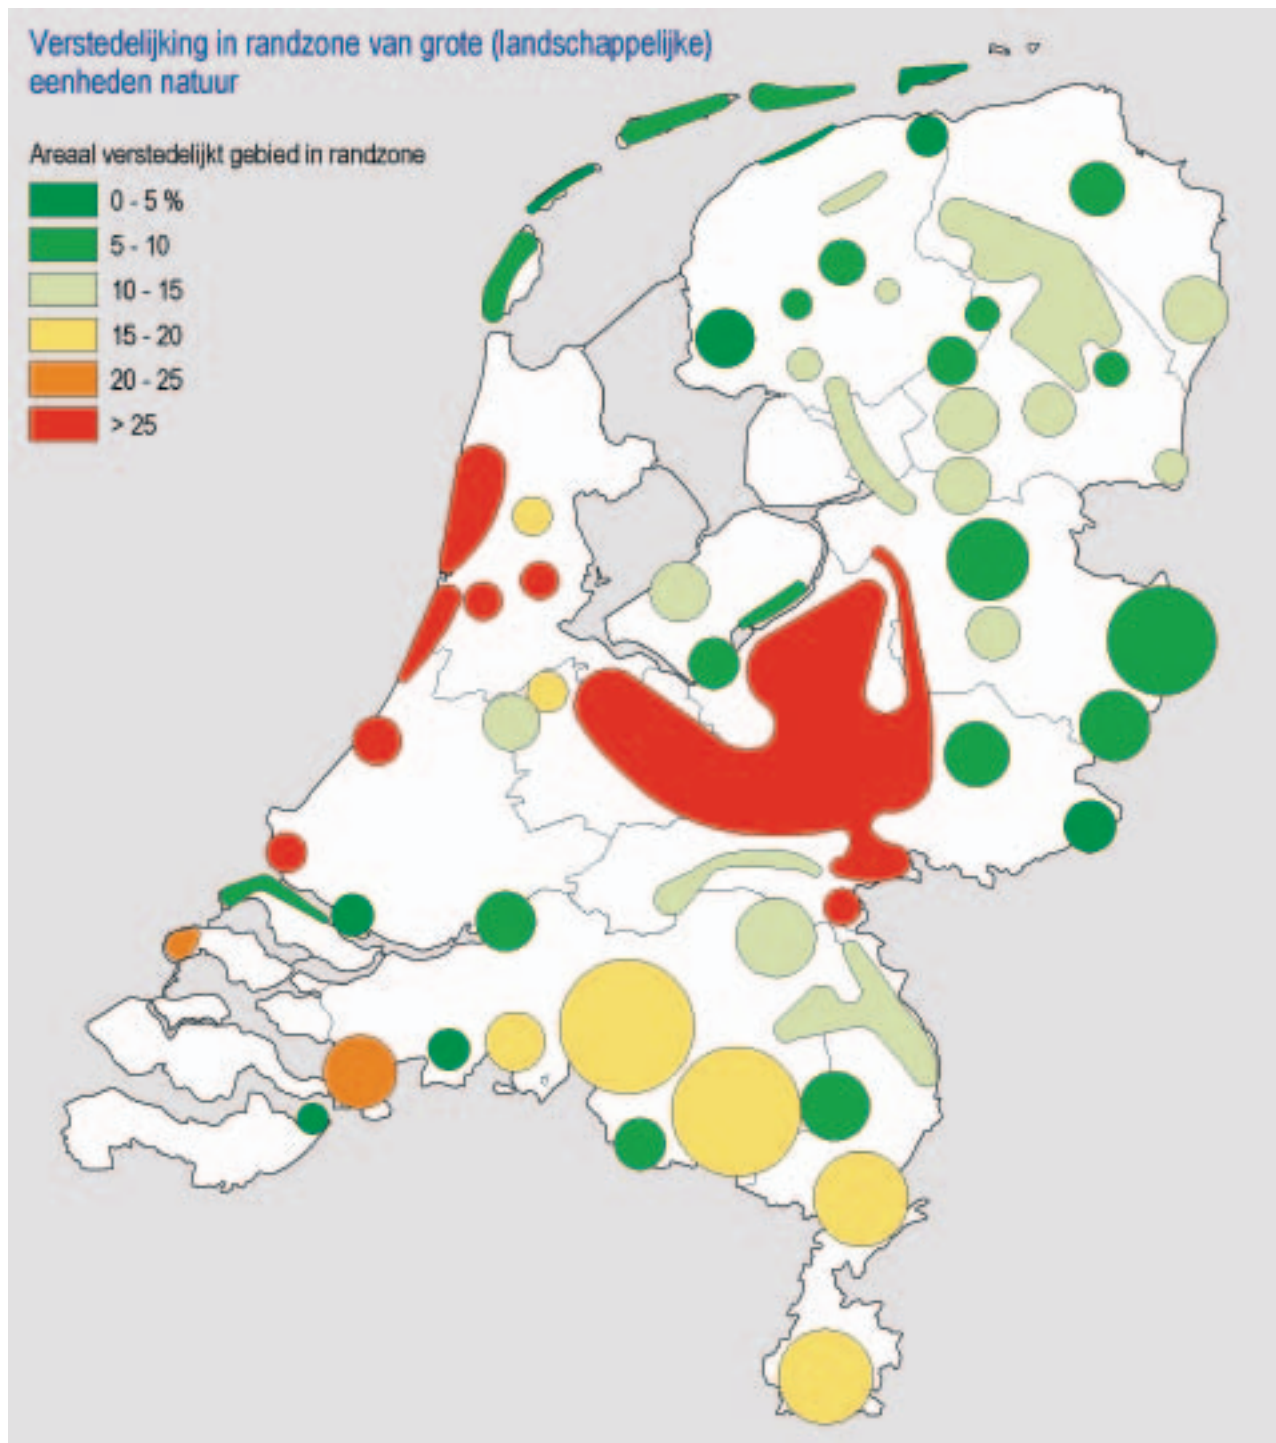 Verstedelijking in randzone van grote (landschappelijke)
eenheden natuur
Areaal verstedelijkt gebied in randzone
0 - 5 %
5 - 10
10 - 15
15 - 20
20 - 25
> 25